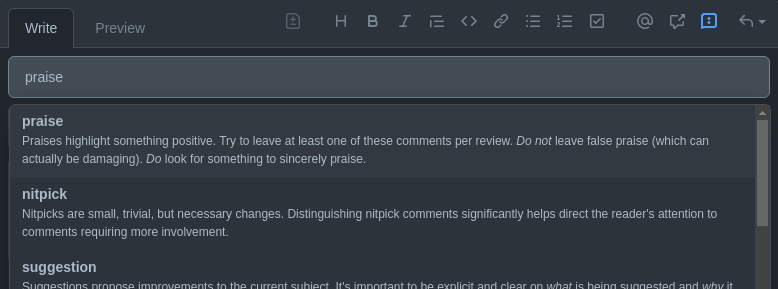 Write Preview
praise
praise
Praises highlight something positive. Try to leave at least one of these comments per review. Do not leave false praise (which can
actually be damaging). Do look for something to sincerely praise.
nitpick
Nitpicks are small, trivial, but necessary changes. Distinguishing nitpick comments significantly helps direct the reader's attention to
comments requiring more involvement.
suggestion
Suggestions propose improvements to the current subject. It's important to be explicit and clear on what is being suggested and why it